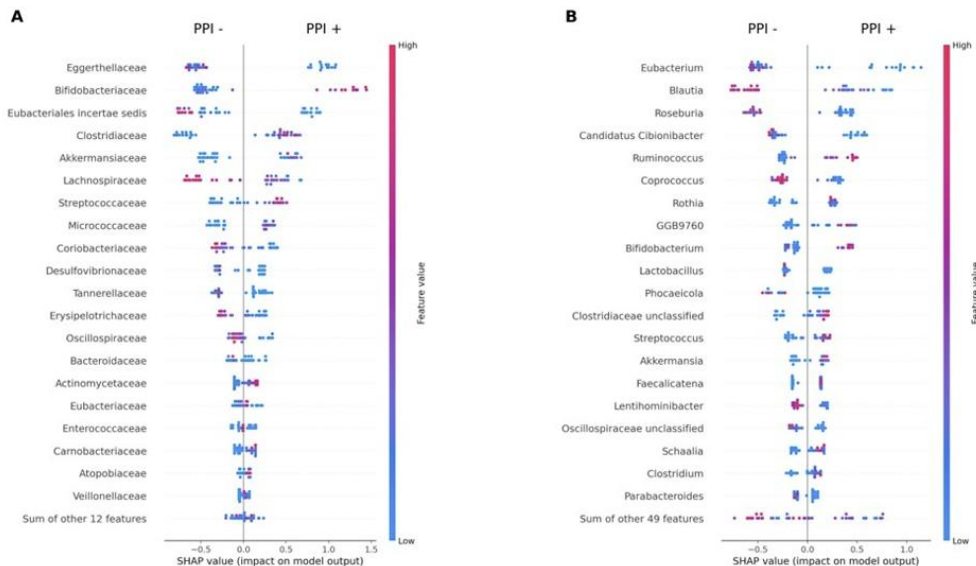 A
PPI -
PPI +
High
Eggerthellaceae
Bifidobacteriaceae
Eubacteriales incertae sedis
Clostridiaceae
Akkermansiaceae
Lachnospiraceae
Streptococcaceae
Micrococcaceae
Coriobacteriaceae
Desulfovibrionaceae
Tannerellaceae
Erysipelotrichaceae
Oscillospiraceae
Bacteroidaceae
Actinomycetaceae
Eubacteriaceae
Enterococcaceae
Carnobacteriaceae
Atopobiaceae
Veillonellaceae
Sum of other 12 features
Feature value
Low
−0.5 0.0 0.5 1.0 1.5
SHAP value (impact on model output)
B
PPI -
PPI +
High
Eubacterium
Blautia
Roseburia
Candidatus Cibionibacter
Ruminococcus
Coprococcus
Rothia
GGB9760
Bifidobacterium
Lactobacillus
Phocaeicola
Clostridiaceae unclassified
Streptococcus
Akkermansia
Faecalicatena
Lentihominibacter
Oscillospiraceae unclassified
Schaalia
Clostridium
Parabacteroides
Sum of other 49 features
Feature value
Low
−0.5 0.0 0.5 1.0
SHAP value (impact on model output)